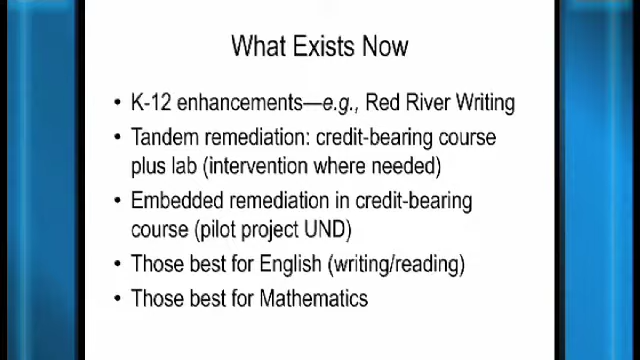 What Exists Now
• K-12 enhancements—e.g., Red River Writing
• Tandem remediation: credit-bearing course
plus lab (intervention where needed)
• Embedded remediation in credit-bearing
course (pilot project UND)
• Those best for English (writing/reading)
• Those best for Mathematics